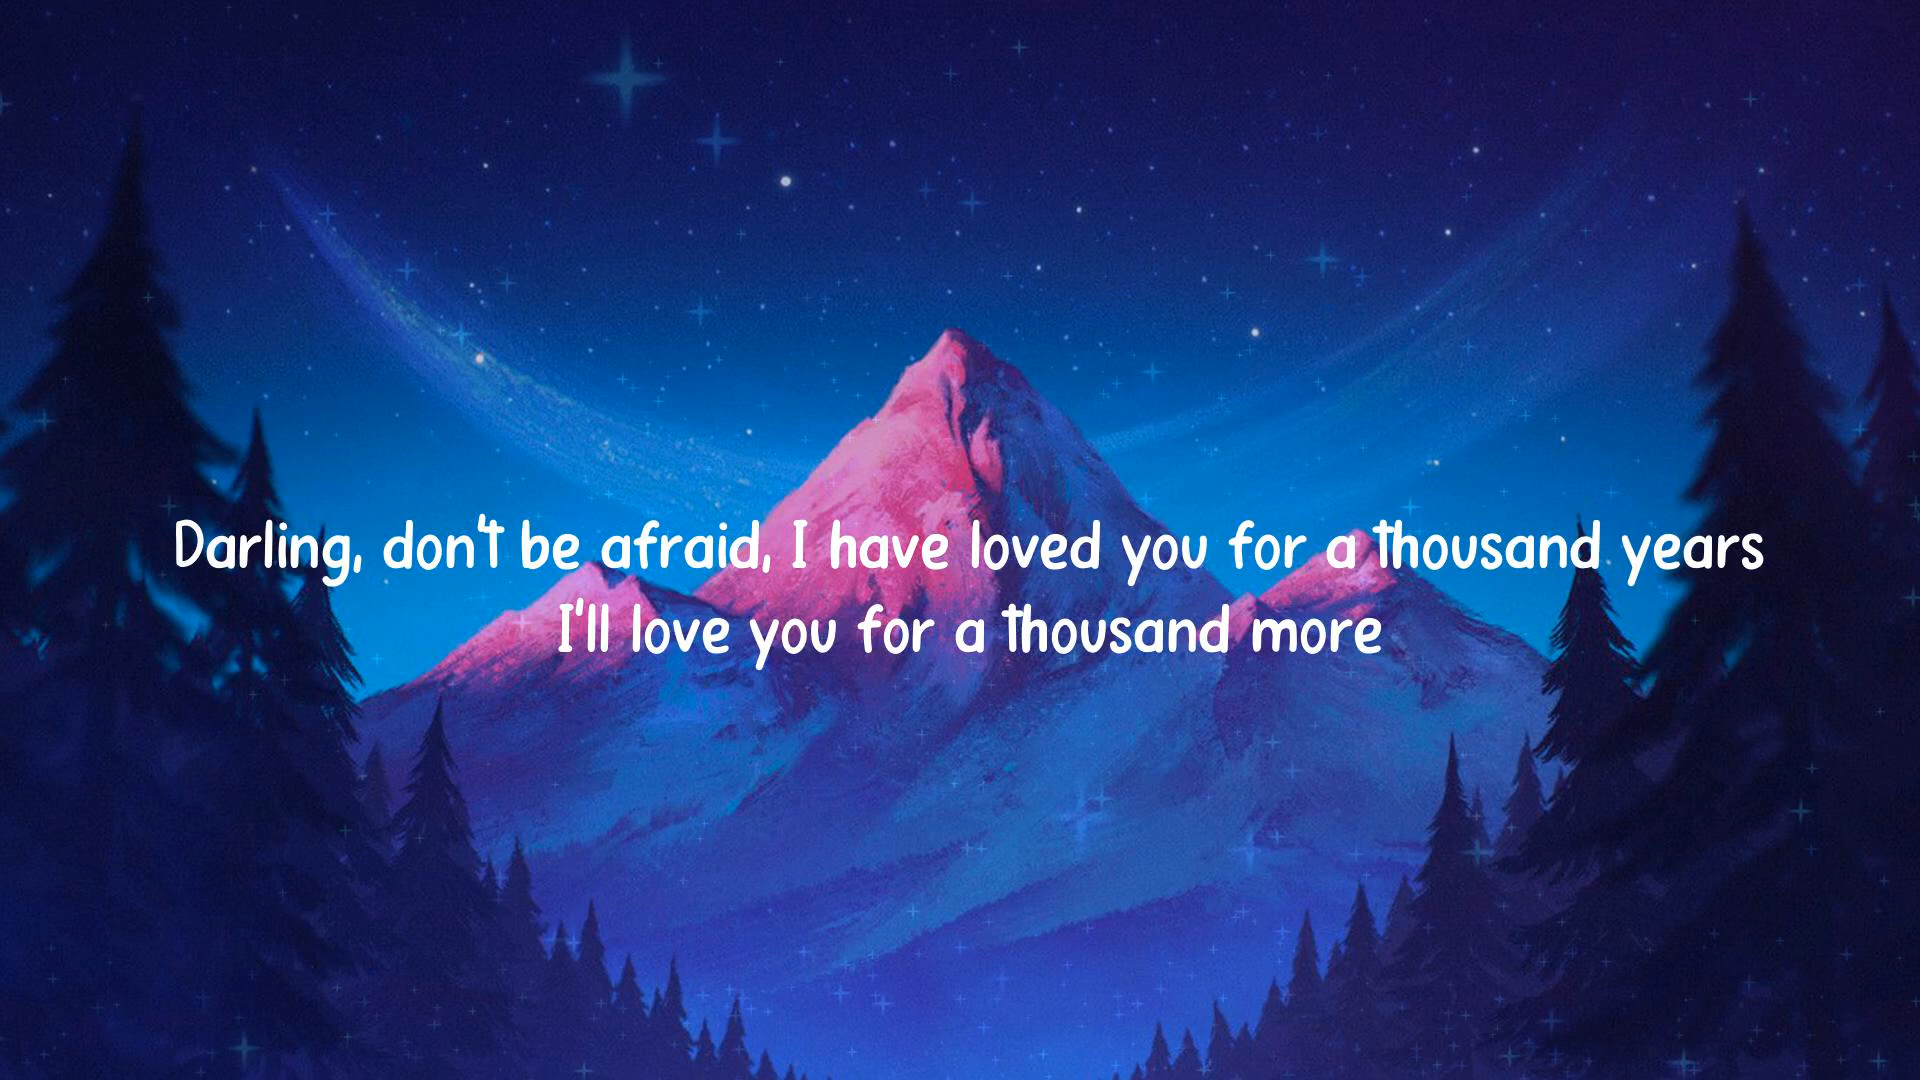 Darling, don't be afraid, I have loved you for a thousand years
I'll love you for a thousand more